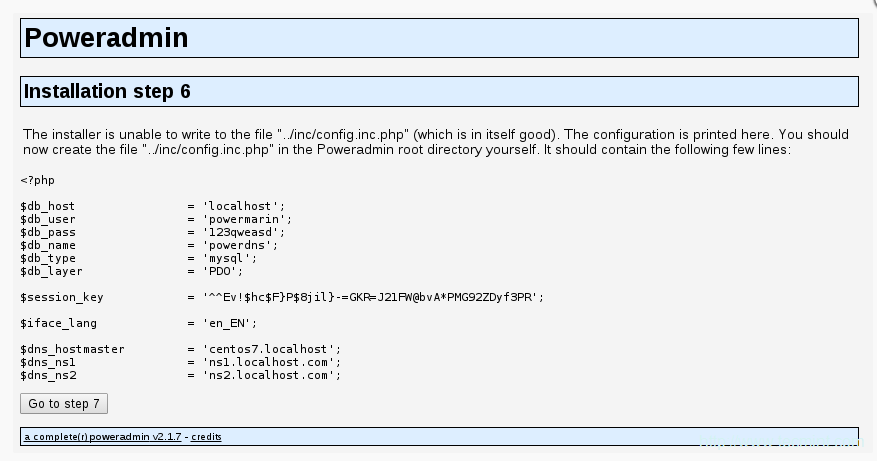 Poweradmin
Installation step 6
The installer is unable to write to the file "../inc/config.inc.php" (which is in itself good). The configuration is printed here. You should
now create the file "../inc/config.inc.php" in the Poweradmin root directory yourself. It should contain the following few lines:
<?php
$db_host = 'localhost';
$db_user = 'powermarin';
$db_pass = '123qweasd';
$db_name = 'powerdns';
$db_type = 'mysql';
$db_layer = 'PDO';
$session_key = '^^Ev!$hc$F}P$8jil}-=GKR=J21FW@bvA*PMG92ZDyf3PR';
$iface_lang = 'en_EN';
$dns_hostmaster = 'centos7.localhost';
$dns_ns1 = 'ns1.localhost.com';
$dns_ns2 = 'ns2.localhost.com';
Go to step 7
a complete(r) poweradmin v2.1.7 - credits